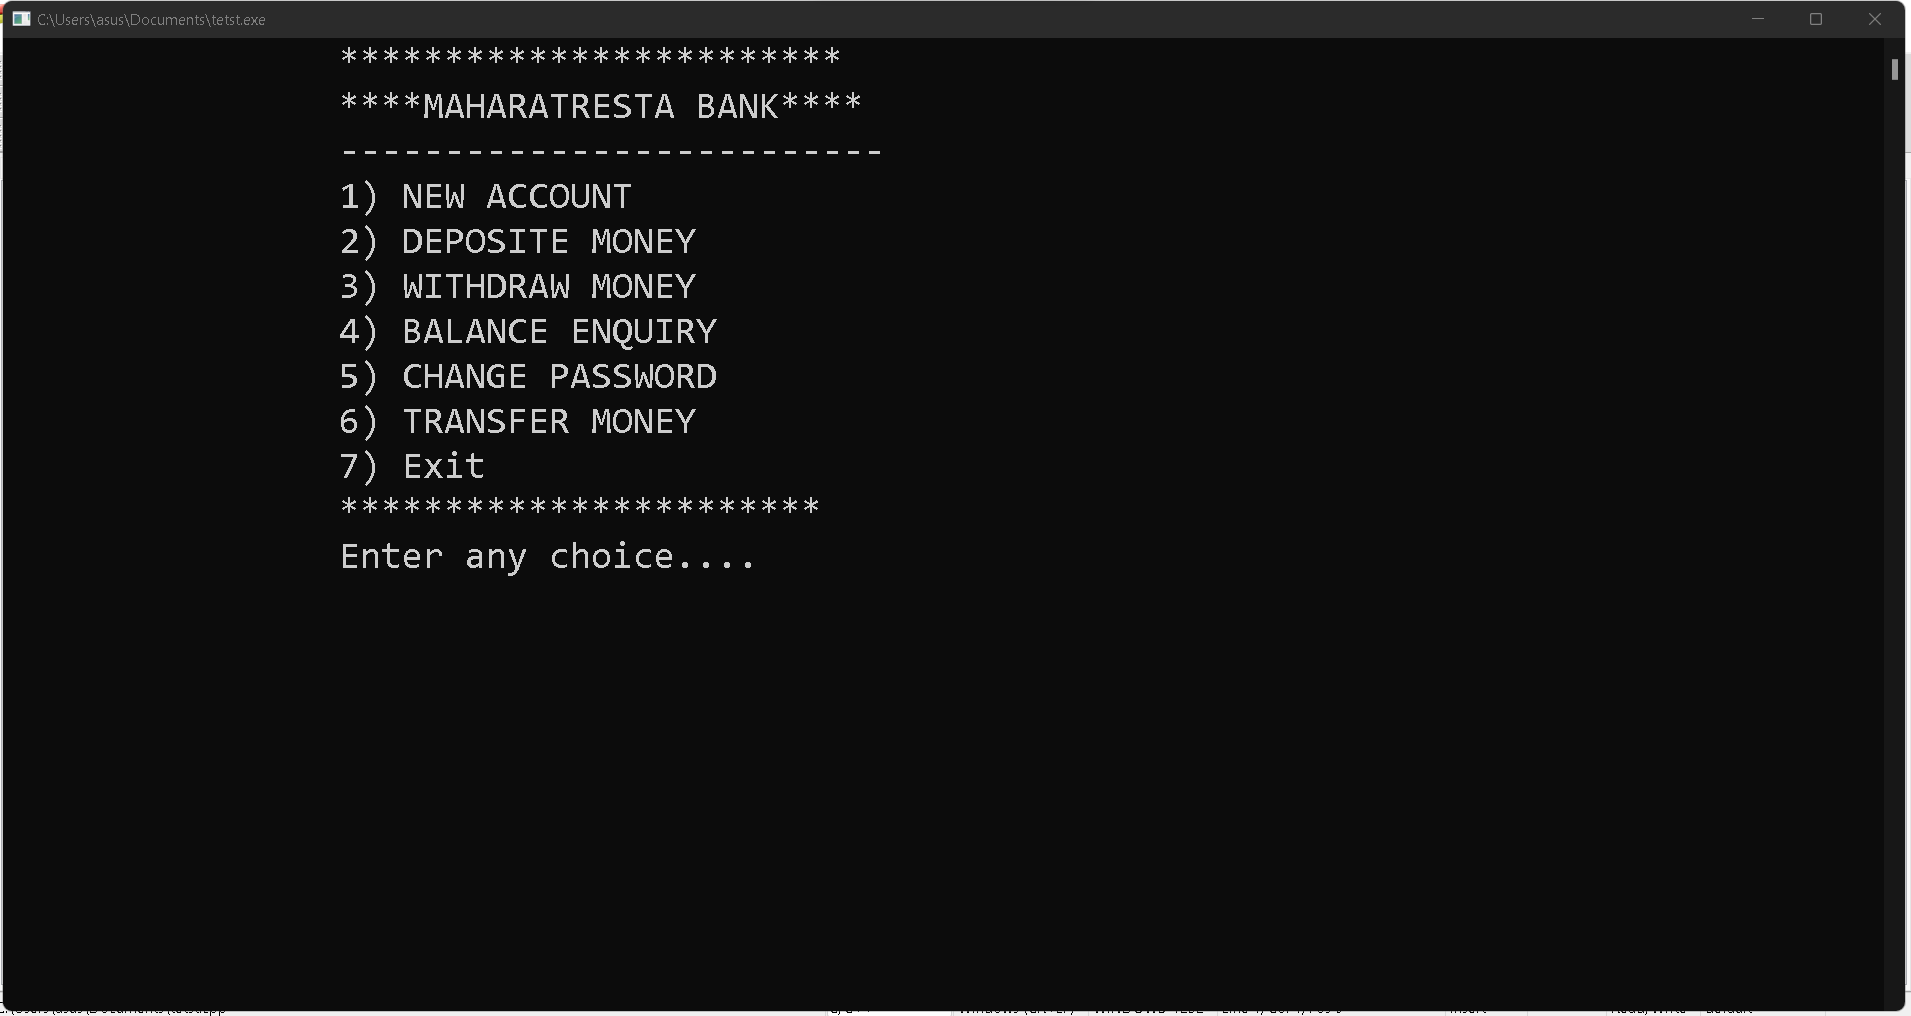 C:\Users\asus\Documents\tetst.exe
************************
****MAHARATRESTA BANK****
--------------------------
1) NEW ACCOUNT
2) DEPOSITE MONEY
3) WITHDRAW MONEY
4) BALANCE ENQUIRY
5) CHANGE PASSWORD
6) TRANSFER MONEY
7) Exit
***********************
Enter any choice....